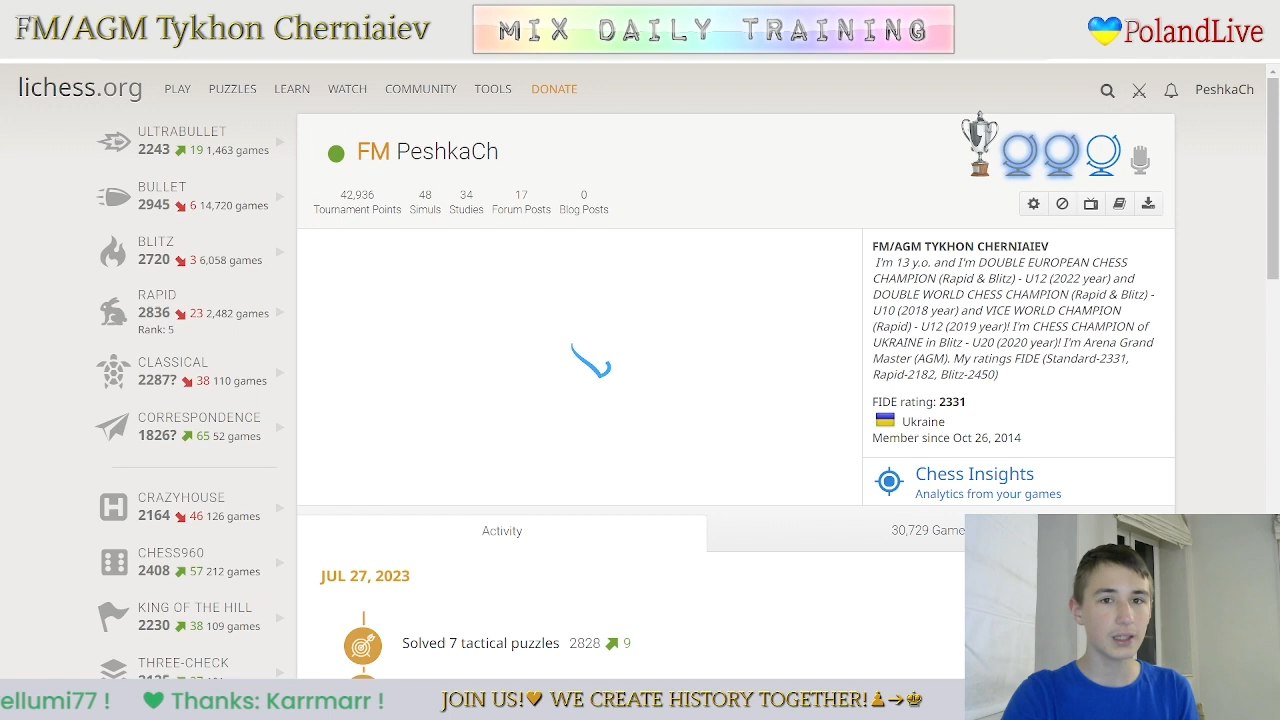 FM/AGM Tykhon Cherniaiev
MIX DAILY TRAINING
PolandLive
lichess.org
PLAY PUZZLES LEARN WATCH COMMUNITY TOOLS DONATE
PeshkaCh
ULTRABULLET
2243 19 1,463 games
BULLET
2945 6 14,720 games
BLITZ
2720 3 6,058 games
RAPID
2836 23 2,482 games
Rank: 5
CLASSICAL
2287? 38 110 games
CORRESPONDENCE
1826? 65 52 games
CRAZYHOUSE
2164 46 126 games
CHESS960
2408 57 212 games
KING OF THE HILL
2230 38 109 games
THREE-CHECK
FM PeshkaCh
42,936 48 34 17 0
Tournament Points Simuls Studies Forum Posts Blog Posts
FM/AGM TYKHON CHERNIAIEV
I'm 13 y.o. and I'm DOUBLE EUROPEAN CHESS
CHAMPION (Rapid & Blitz) - U12 (2022 year) and
DOUBLE WORLD CHESS CHAMPION (Rapid & Blitz) -
U10 (2018 year) and VICE WORLD CHAMPION
(Rapid) - U12 (2019 year)! I'm CHESS CHAMPION of
UKRAINE in Blitz - U20 (2020 year)! I'm Arena Grand
Master (AGM). My ratings FIDE (Standard-2331,
Rapid-2182, Blitz-2450)
FIDE rating: 2331
Ukraine
Member since Oct 26, 2014
Chess Insights
Analytics from your games
Activity
30,729 Game
JUL 27, 2023
Solved 7 tactical puzzles 2828 9
ellumi77 ! Thanks: Karrmarr !
JOIN US! WE CREATE HISTORY TOGETHER!